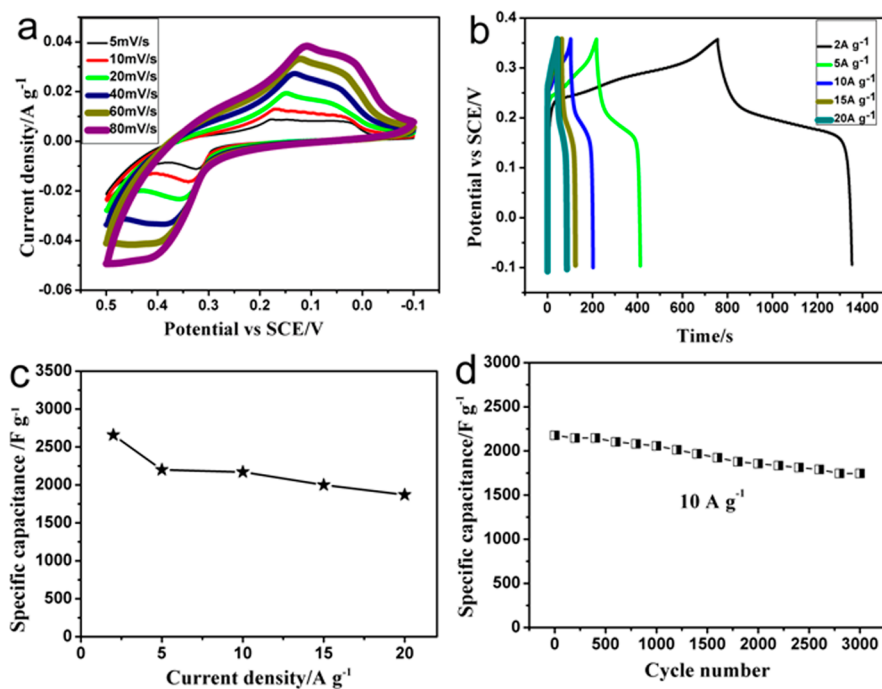 a
0.04
0.02
0.00
-0.02
-0.04
-0.06
Current density/A g⁻¹
5mV/s
10mV/s
20mV/s
40mV/s
60mV/s
80mV/s
0.5 0.4 0.3 0.2 0.1 0.0 -0.1
Potential vs SCE/V
b
0.4
0.3
0.2
0.1
0.0
-0.1
Potential vs SCE/V
2A g⁻¹
5A g⁻¹
10A g⁻¹
15A g⁻¹
20A g⁻¹
0 200 400 600 800 1000 1200 1400
Time/s
c
3500
3000
2500
2000
1500
1000
500
0
Specific capacitance /F g⁻¹
0 5 10 15 20
Current density/A g⁻¹
d
3000
2500
2000
1750
1500
1000
500
0
Specific capacitance/F g⁻¹
10 A g⁻¹
0 500 1000 1500 2000 2500 3000
Cycle number